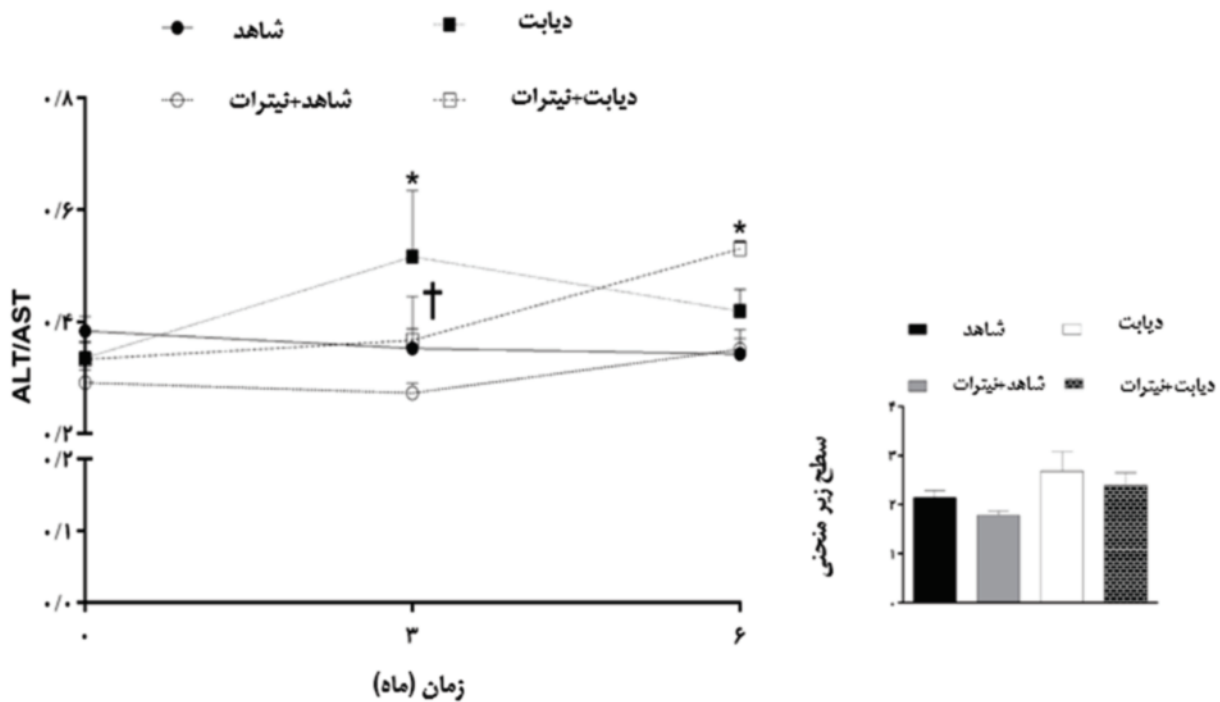 شاهد
دیابت
شاهد+نیترات
دیابت+نیترات
۰/۸
۰/۶
۰/۴
۰/۲
۰/۲
۰/۱
۰/۰
ALT/AST
*
†
*
۰
۳
۶
زمان (ماه)
شاهد
دیابت
شاهد+نیترات
دیابت+نیترات
۴
۳
۲
۱
۰
سطح زیر منحنی